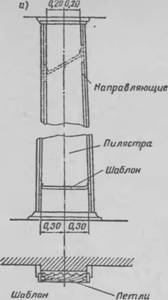 а)
0,20 0,20
Направляющие
Пилястра
Шаблон
0,30 0,30
Шаблон
Петли